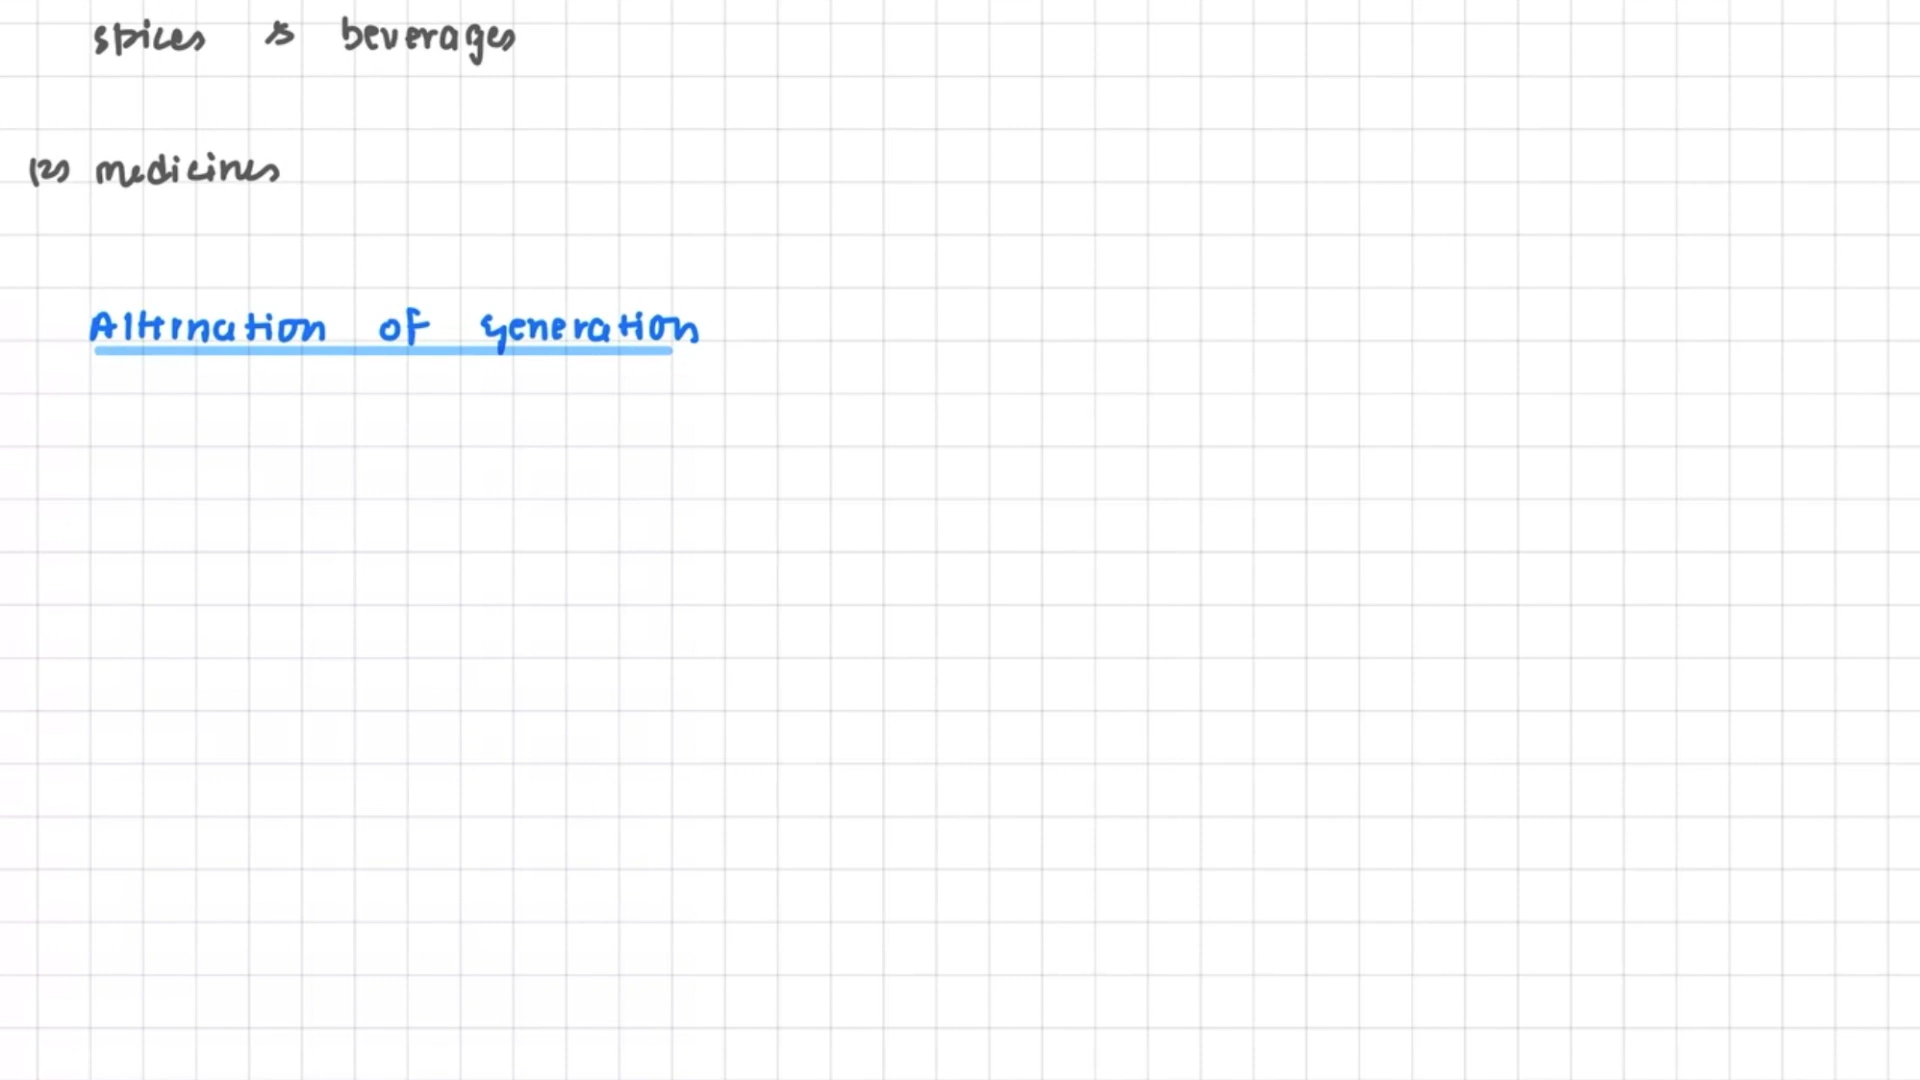 spices & beverages
(2) medicines
Alternation of generation